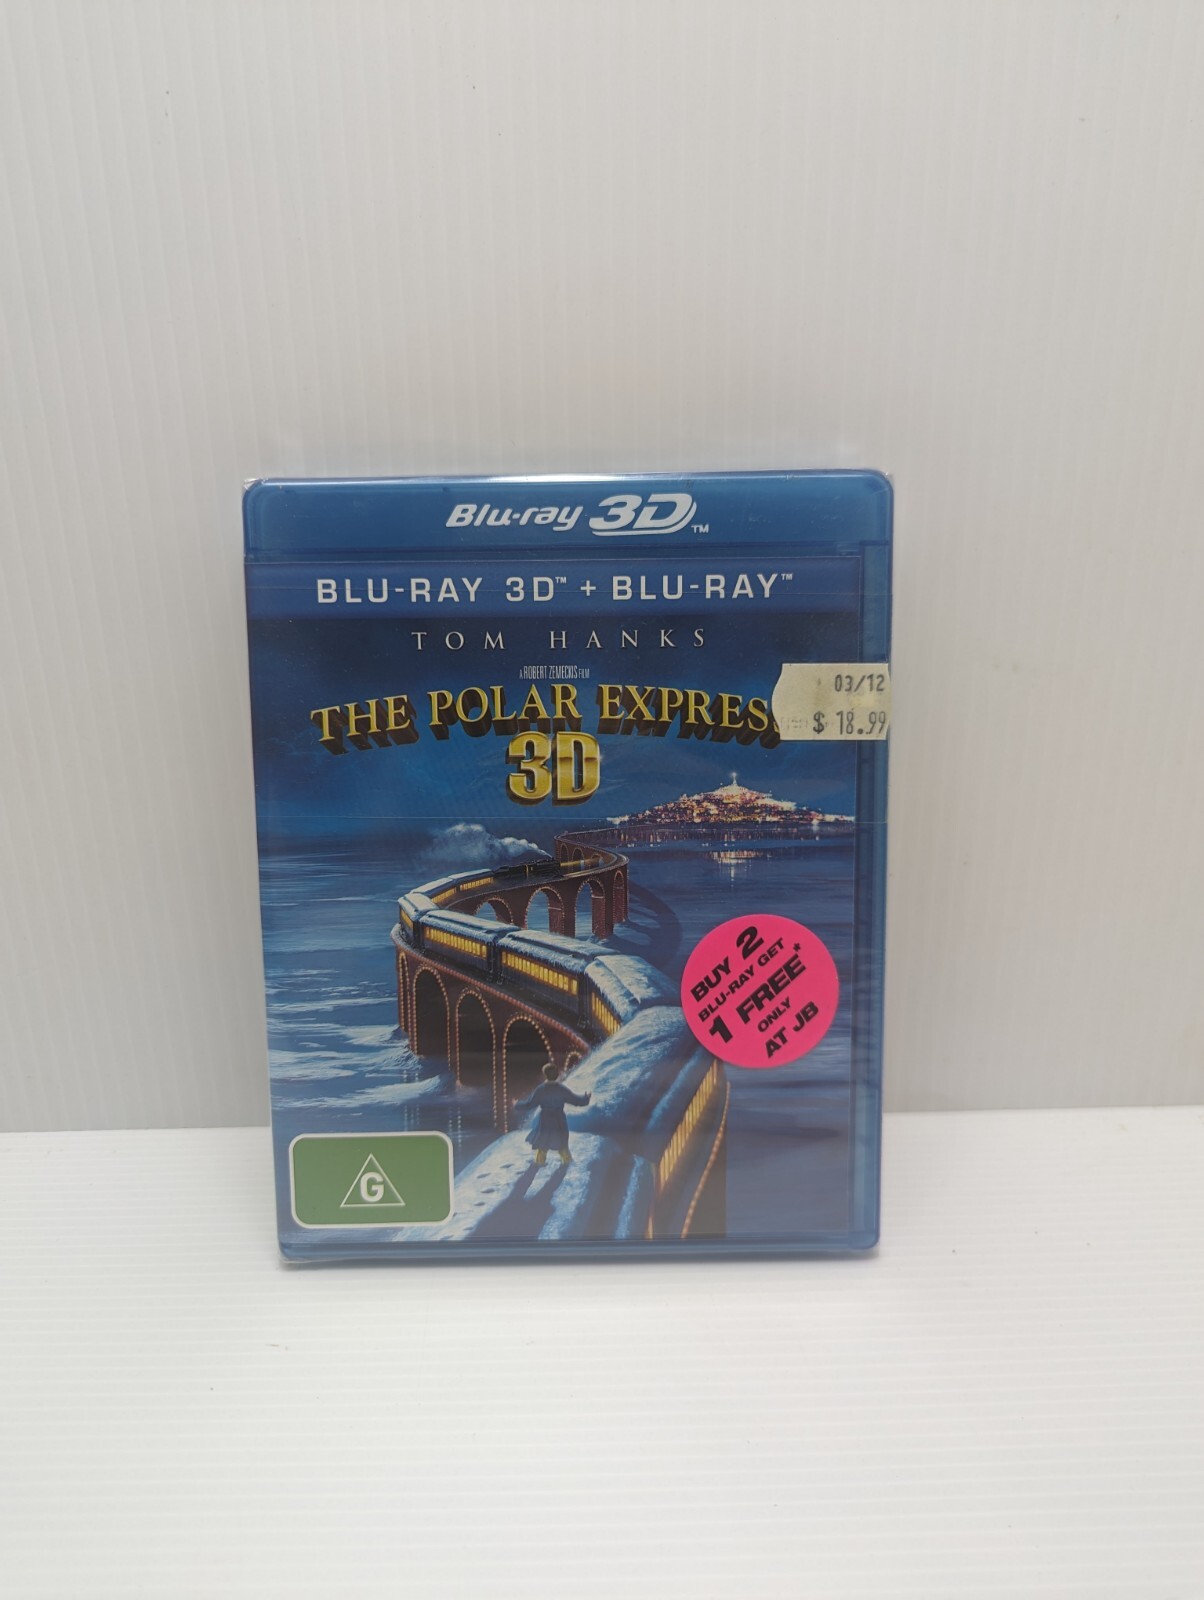 Blu-ray 3D™
BLU-RAY 3D™ + BLU-RAY™
TOM HANKS
A ROBERT ZEMECKIS FILM
THE POLAR EXPRES
3D
03/12
$ 18.99
BUY 2
BLU-RAY GET
1 FREE*
ONLY
AT JB
G